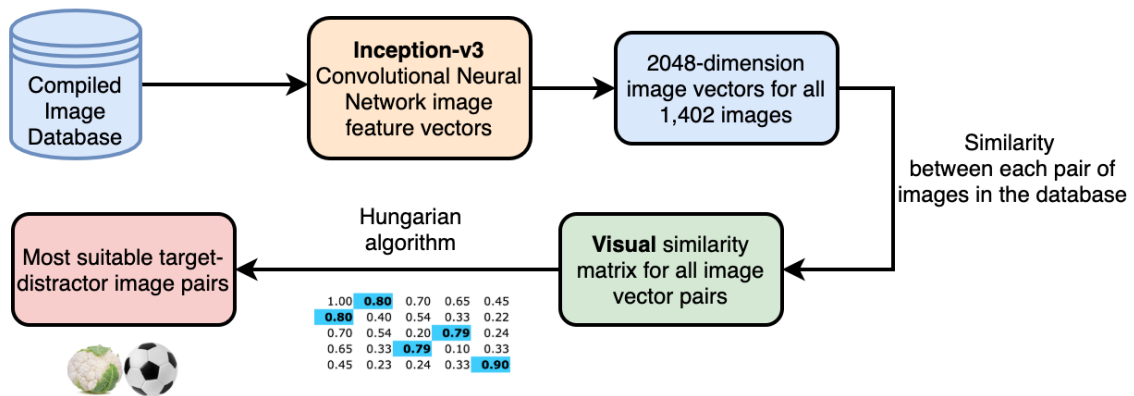 Compiled
Image
Database
Inception-v3
Convolutional Neural
Network image
feature vectors
2048-dimension
image vectors for all
1,402 images
Similarity
between each pair of
images in the database
Visual similarity
matrix for all image
vector pairs
Hungarian
algorithm
1.00 0.80 0.70 0.65 0.45
0.80 0.40 0.54 0.33 0.22
0.70 0.54 0.20 0.79 0.24
0.65 0.33 0.79 0.10 0.33
0.45 0.23 0.24 0.33 0.90
Most suitable target-
distractor image pairs